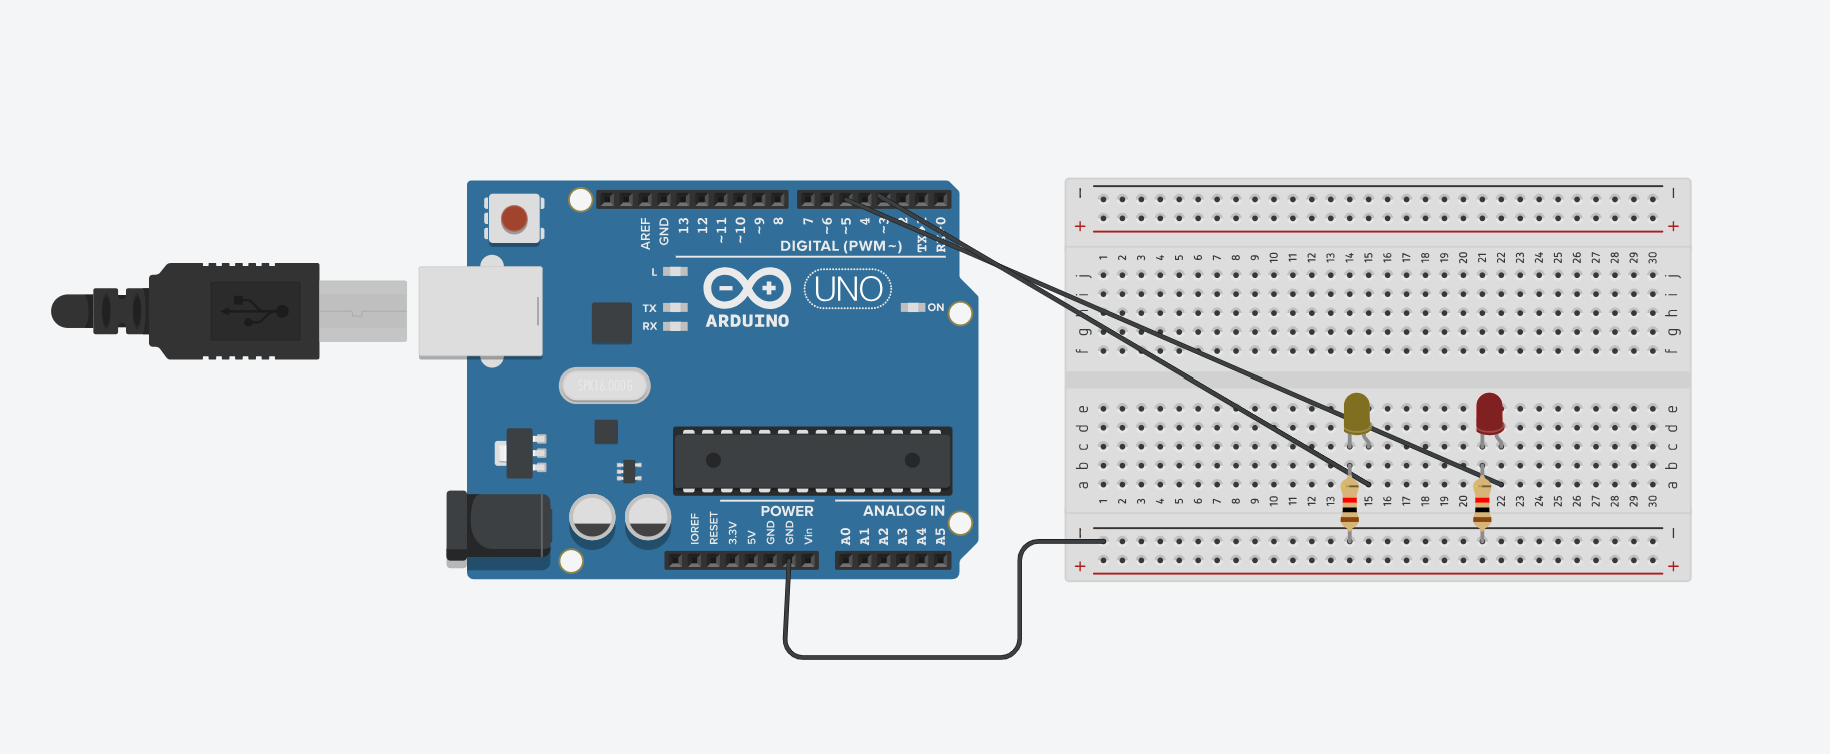 − −
+ +
1 2 3 4 5 6 7 8 9 10 11 12 13 14 15 16 17 18 19 20 21 22 23 24 25 26 27 28 29 30
j j
i i
h h
g g
f f
e e
d d
c c
b b
a a
1 2 3 4 5 6 7 8 9 10 11 12 13 14 15 16 17 18 19 20 21 22 23 24 25 26 27 28 29 30
− −
+ +
AREF GND 13 12 ~11 ~10 ~9 8 7 ~6 ~5 4 ~3 2
DIGITAL (PWM~)
L
TX
RX
UNO
ON
ARDUINO
SPK16.000G
POWER
ANALOG IN
IOREF RESET 3.3V 5V GND GND Vin A0 A1 A2 A3 A4 A5